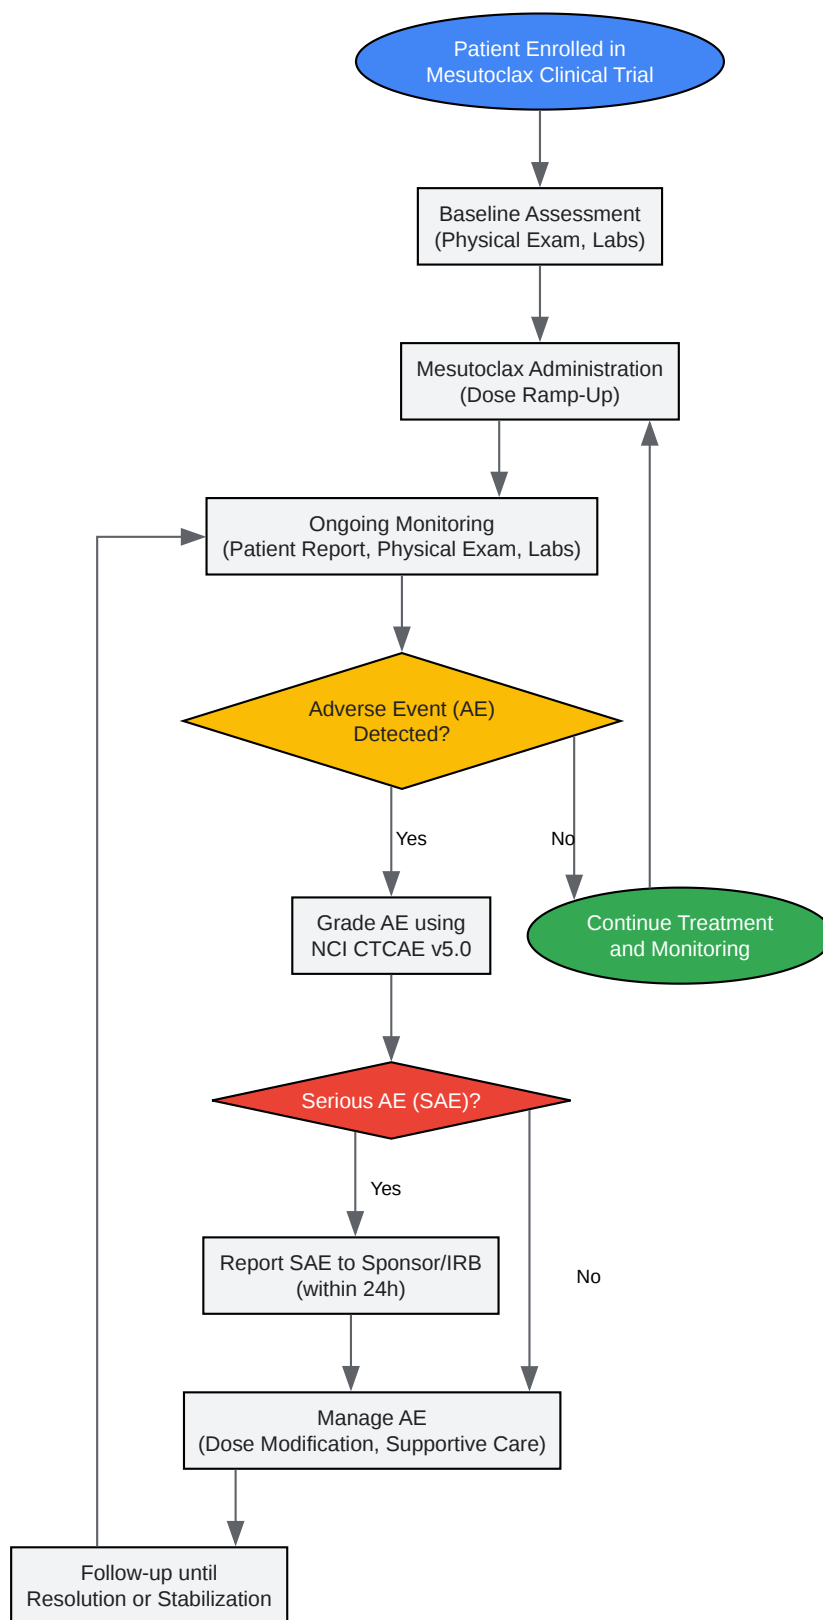 Patient Enrolled in
Mesutoclax Clinical Trial
Baseline Assessment
(Physical Exam, Labs)
Mesutoclax Administration
(Dose Ramp-Up)
Ongoing Monitoring
(Patient Report, Physical Exam, Labs)
Adverse Event (AE)
Detected?
Yes
No
Grade AE using
NCI CTCAE v5.0
Continue Treatment
and Monitoring
Serious AE (SAE)?
Yes
Report SAE to Sponsor/IRB
(within 24h)
No
Manage AE
(Dose Modification, Supportive Care)
Follow-up until
Resolution or Stabilization